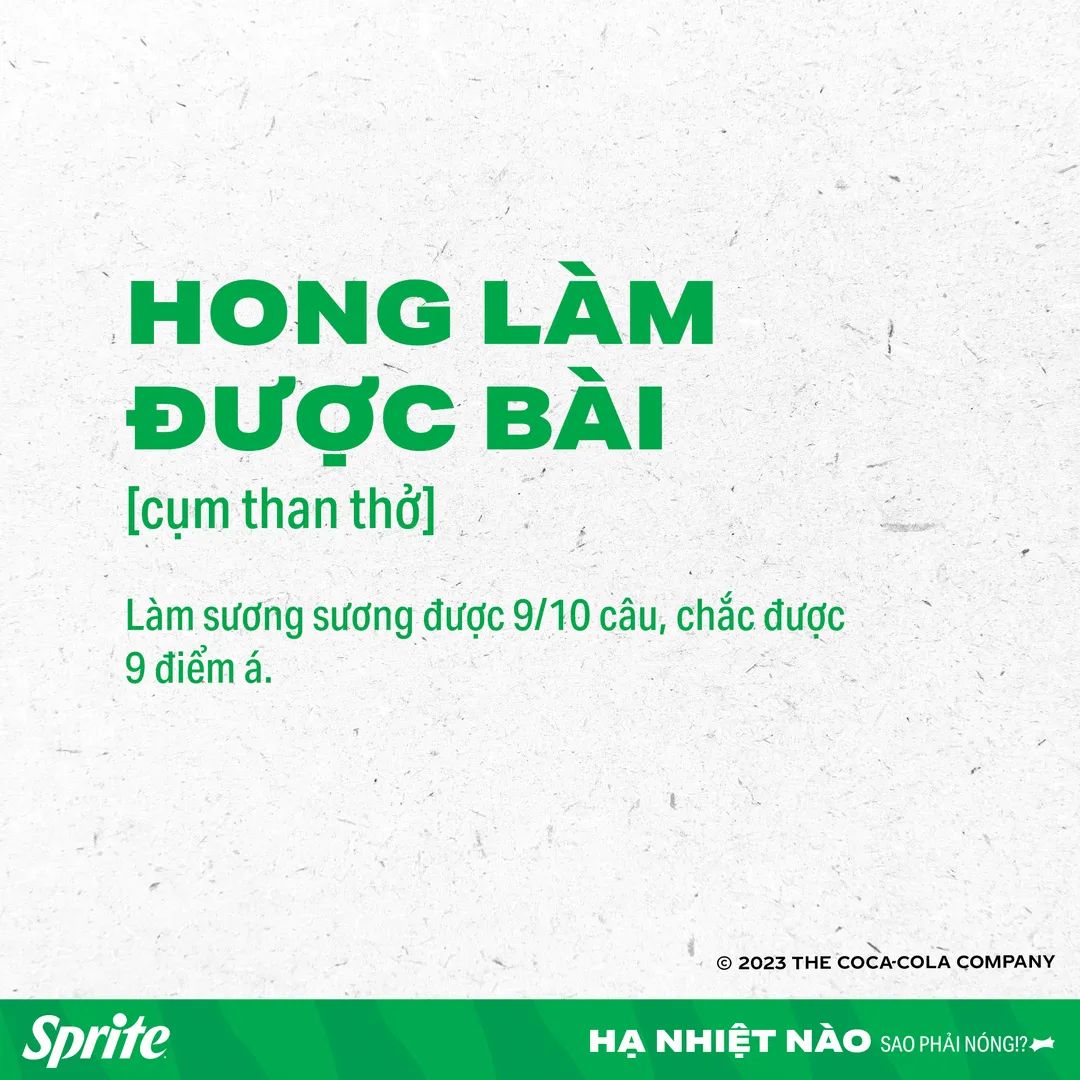 HONG LÀM
ĐƯỢC BÀI
[cụm than thở]
Làm sương sương được 9/10 câu, chắc được
9 điểm á.
© 2023 THE COCA-COLA COMPANY
Sprite
HẠ NHIỆT NÀO SAO PHẢI NÓNG!?